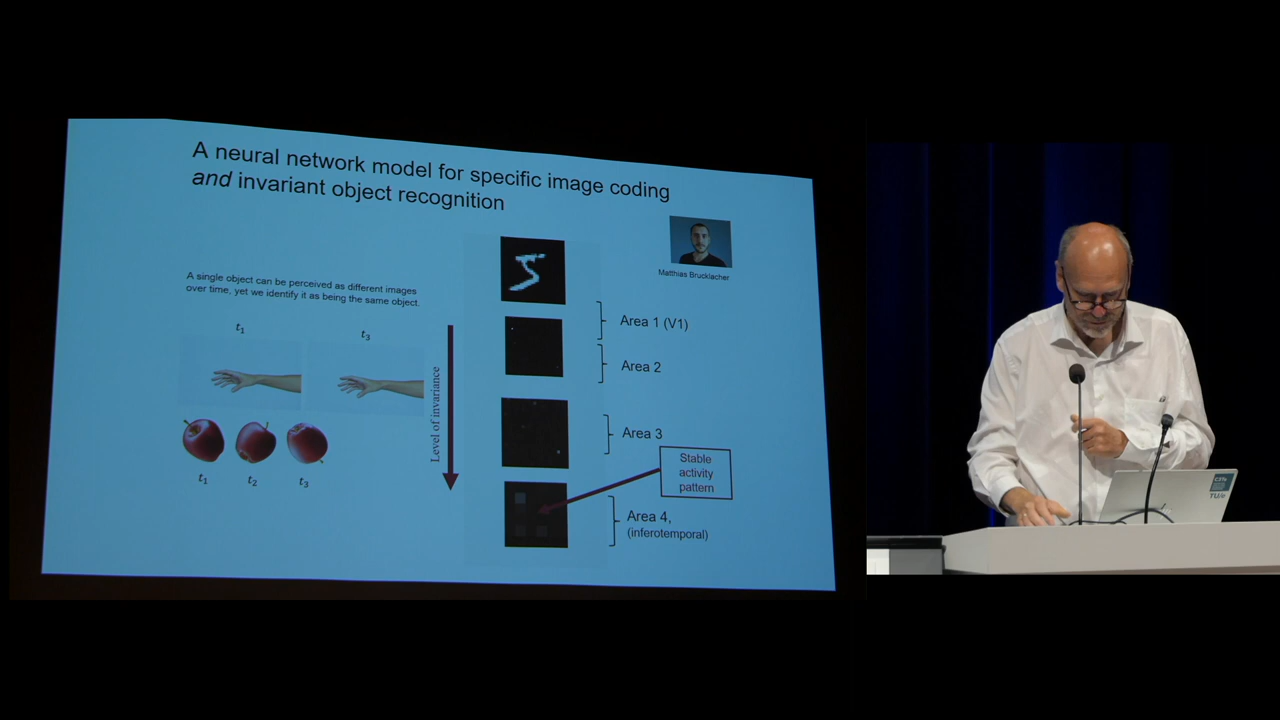 A neural network model for specific image coding
and invariant object recognition
Matthias Brucklacher
A single object can be perceived as different images
over time, yet we identify it as being the same object.
t1
t3
t1
t2
t3
Level of invariance
5
Area 1 (V1)
Area 2
Area 3
Stable
activity
pattern
Area 4,
(inferotemporal)
TU/e